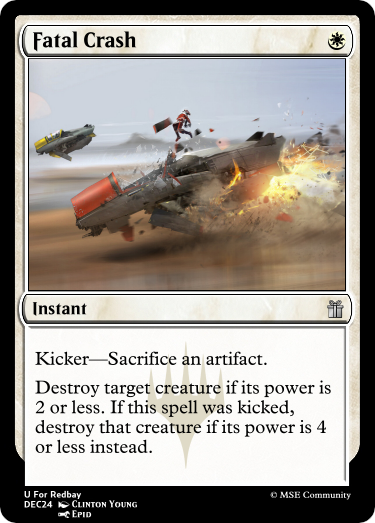 Fatal Crash
Instant
Kicker—Sacrifice an artifact.
Destroy target creature if its power is
2 or less. If this spell was kicked,
destroy that creature if its power is 4
or less instead.
U For Redbay
DEC24 Clinton Young
Epid
© MSE Community